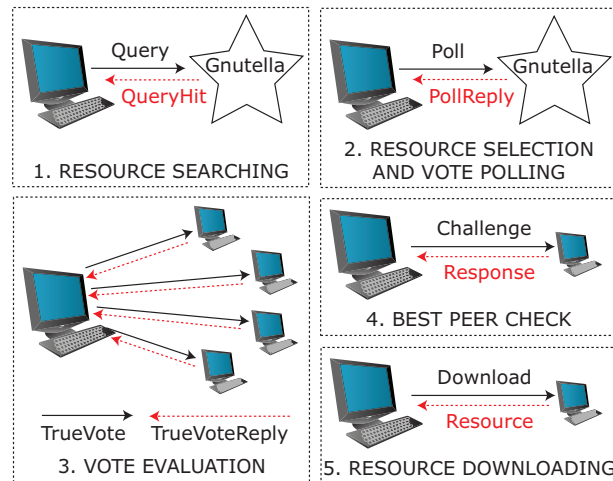 Query
Gnutella
QueryHit
1. RESOURCE SEARCHING
Poll
Gnutella
PollReply
2. RESOURCE SELECTION
AND VOTE POLLING
TrueVote
TrueVoteReply
3. VOTE EVALUATION
Challenge
Response
4. BEST PEER CHECK
Download
Resource
5. RESOURCE DOWNLOADING